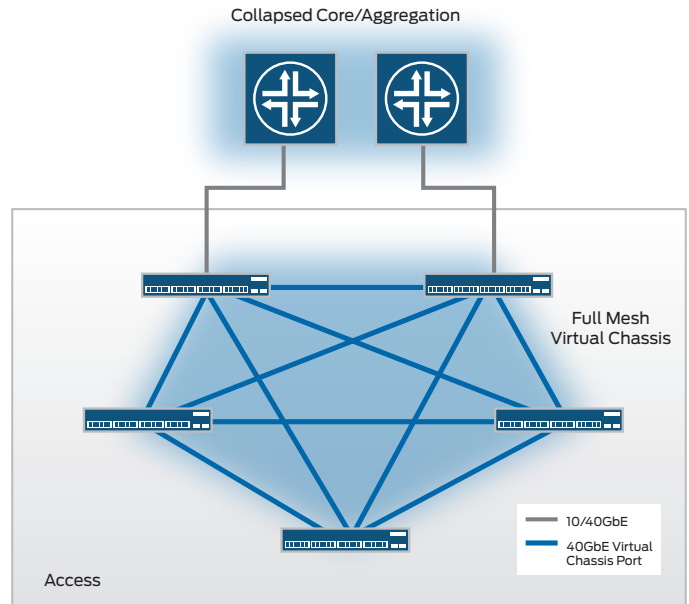 Collapsed Core/Aggregation
Full Mesh
Virtual Chassis
10/40GbE
40GbE Virtual
Chassis Port
Access